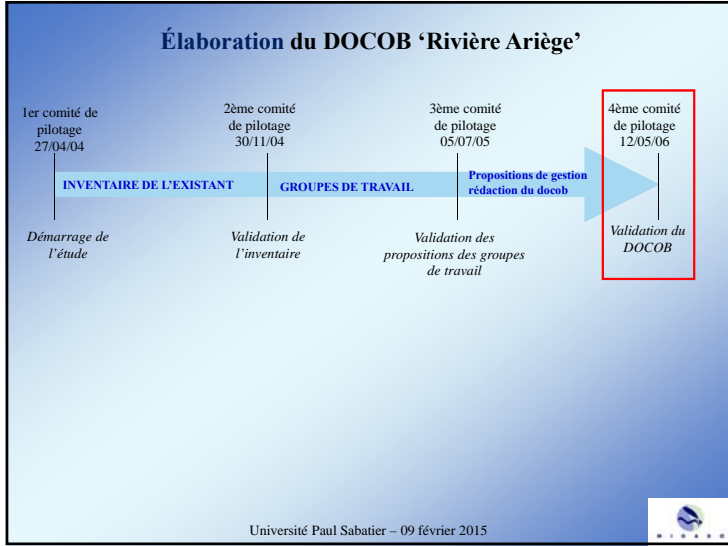 Élaboration du DOCOB ‘Rivière Ariège’
1er comité de
pilotage
27/04/04
2ème comité
de pilotage
30/11/04
3ème comité
de pilotage
05/07/05
4ème comité
de pilotage
12/05/06
INVENTAIRE DE L’EXISTANT
GROUPES DE TRAVAIL
Propositions de gestion
rédaction du docob
Démarrage de
l’étude
Validation de
l’inventaire
Validation des
propositions des groupes
de travail
Validation du
DOCOB
Université Paul Sabatier – 09 février 2015